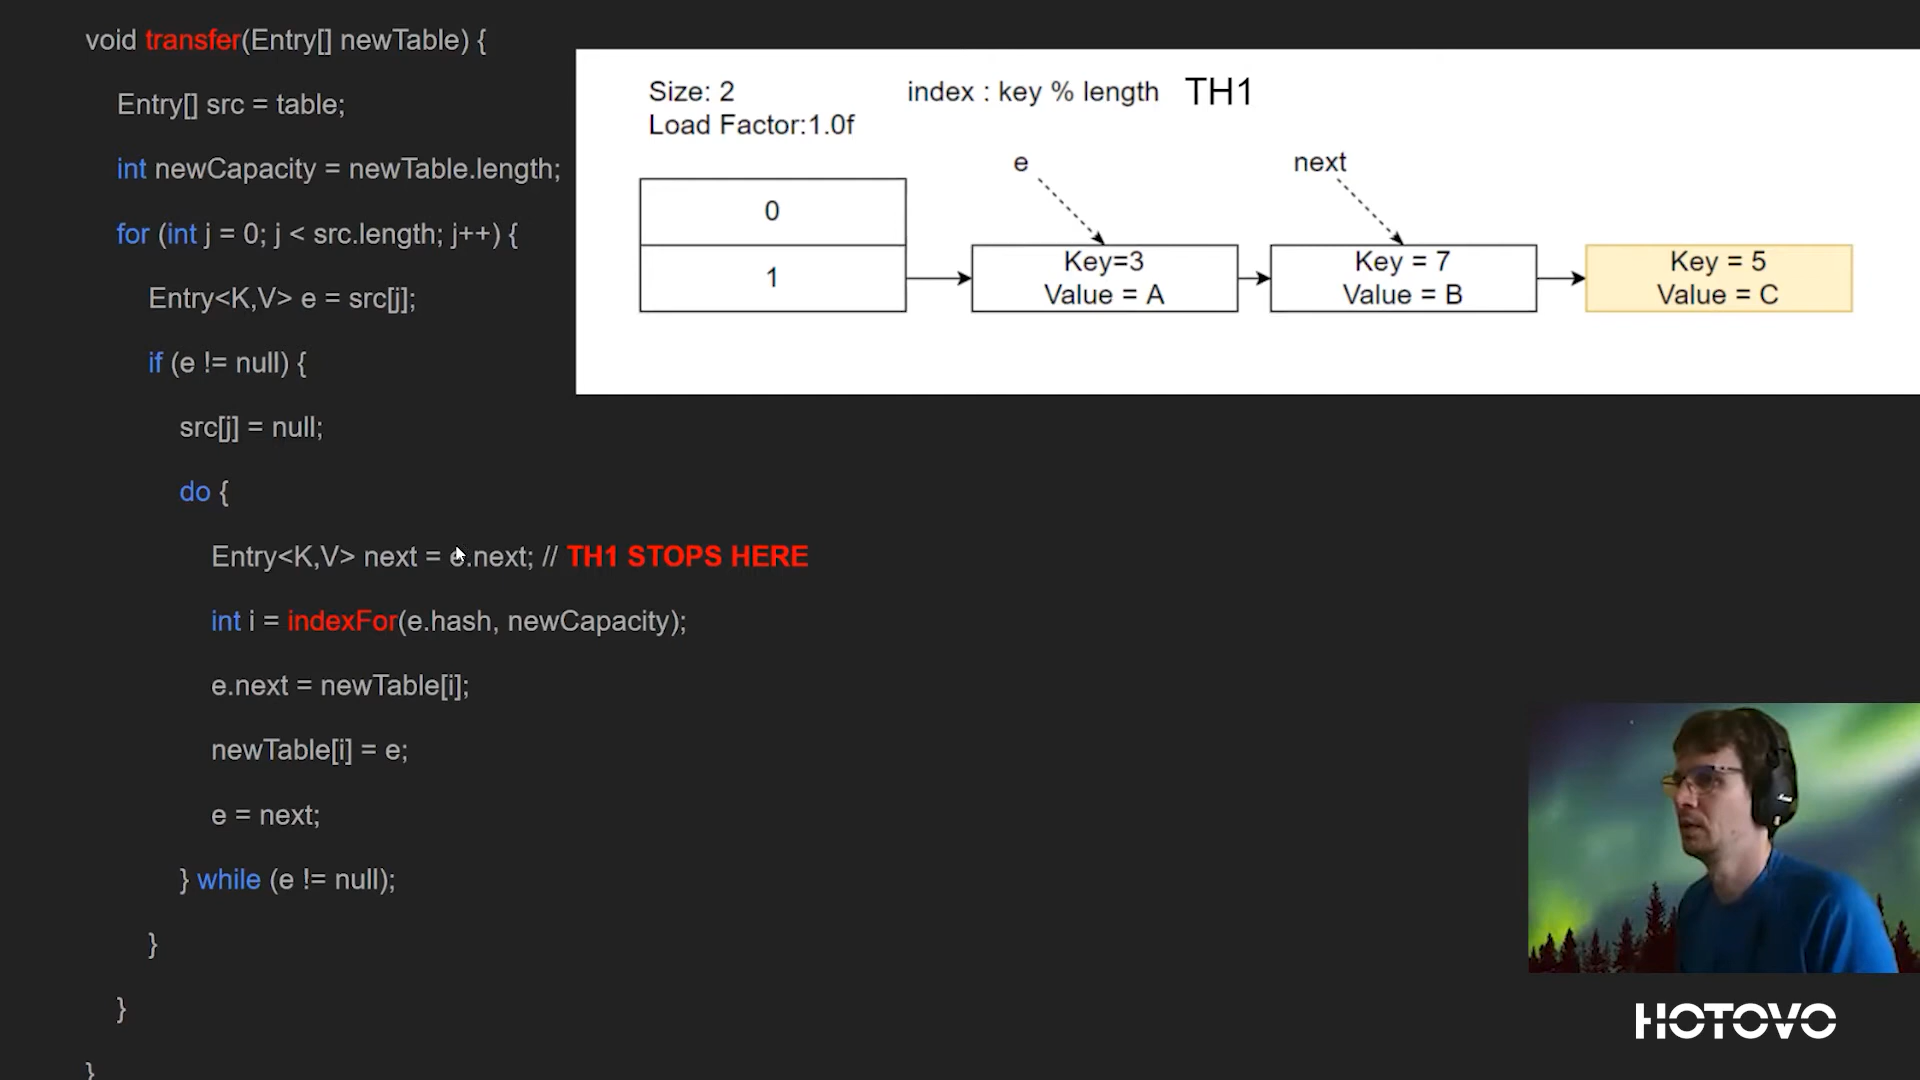 void transfer(Entry[] newTable) {
Entry[] src = table;
int newCapacity = newTable.length;
for (int j = 0; j < src.length; j++) {
Entry<K,V> e = src[j];
if (e != null) {
src[j] = null;
do {
Entry<K,V> next = e.next; // TH1 STOPS HERE
int i = indexFor(e.hash, newCapacity);
e.next = newTable[i];
newTable[i] = e;
e = next;
} while (e != null);
}
}
}
Size: 2
index : key % length TH1
Load Factor:1.0f
e
next
0
1
Key=3
Value = A
Key = 7
Value = B
Key = 5
Value = C
HOTOVO